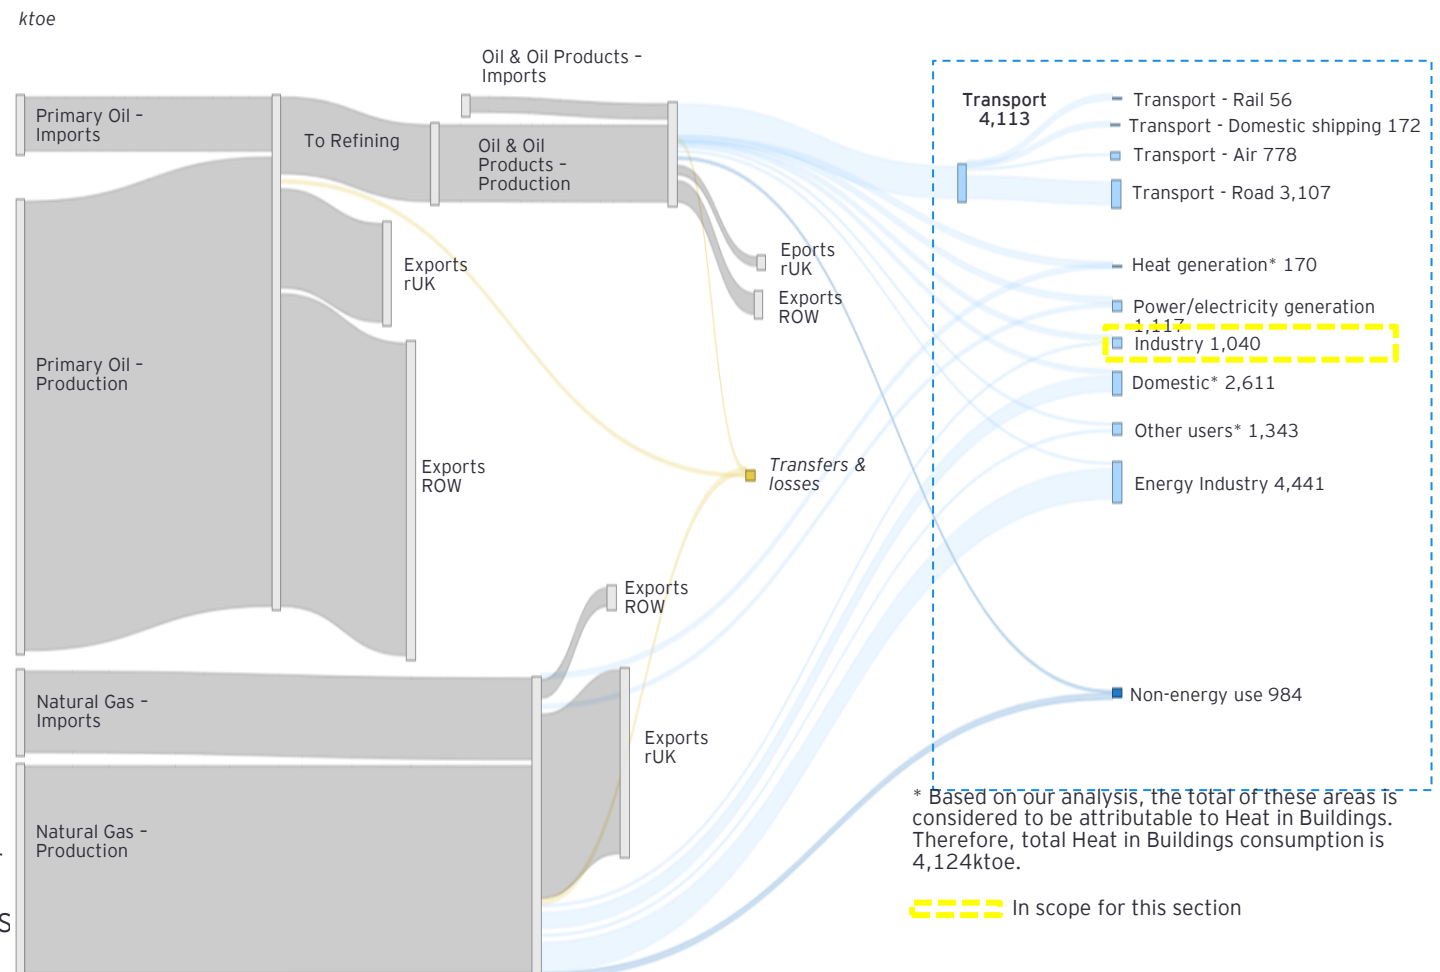 ktoe
Oil & Oil Products –
Imports
Primary Oil –
Imports
To Refining
Oil & Oil
Products –
Production
Transport
4,113
Transport - Rail 56
Transport - Domestic shipping 172
Transport - Air 778
Transport - Road 3,107
Exports
rUK
Eports
rUK
Exports
ROW
Heat generation* 170
Power/electricity generation
1,117
Industry 1,040
Domestic* 2,611
Other users* 1,343
Energy Industry 4,441
Primary Oil –
Production
Exports
ROW
Transfers &
losses
Exports
ROW
Natural Gas –
Imports
Exports
rUK
Non-energy use 984
Natural Gas –
Production
* Based on our analysis, the total of these areas is
considered to be attributable to Heat in Buildings.
Therefore, total Heat in Buildings consumption is
4,124ktoe.
In scope for this section
S